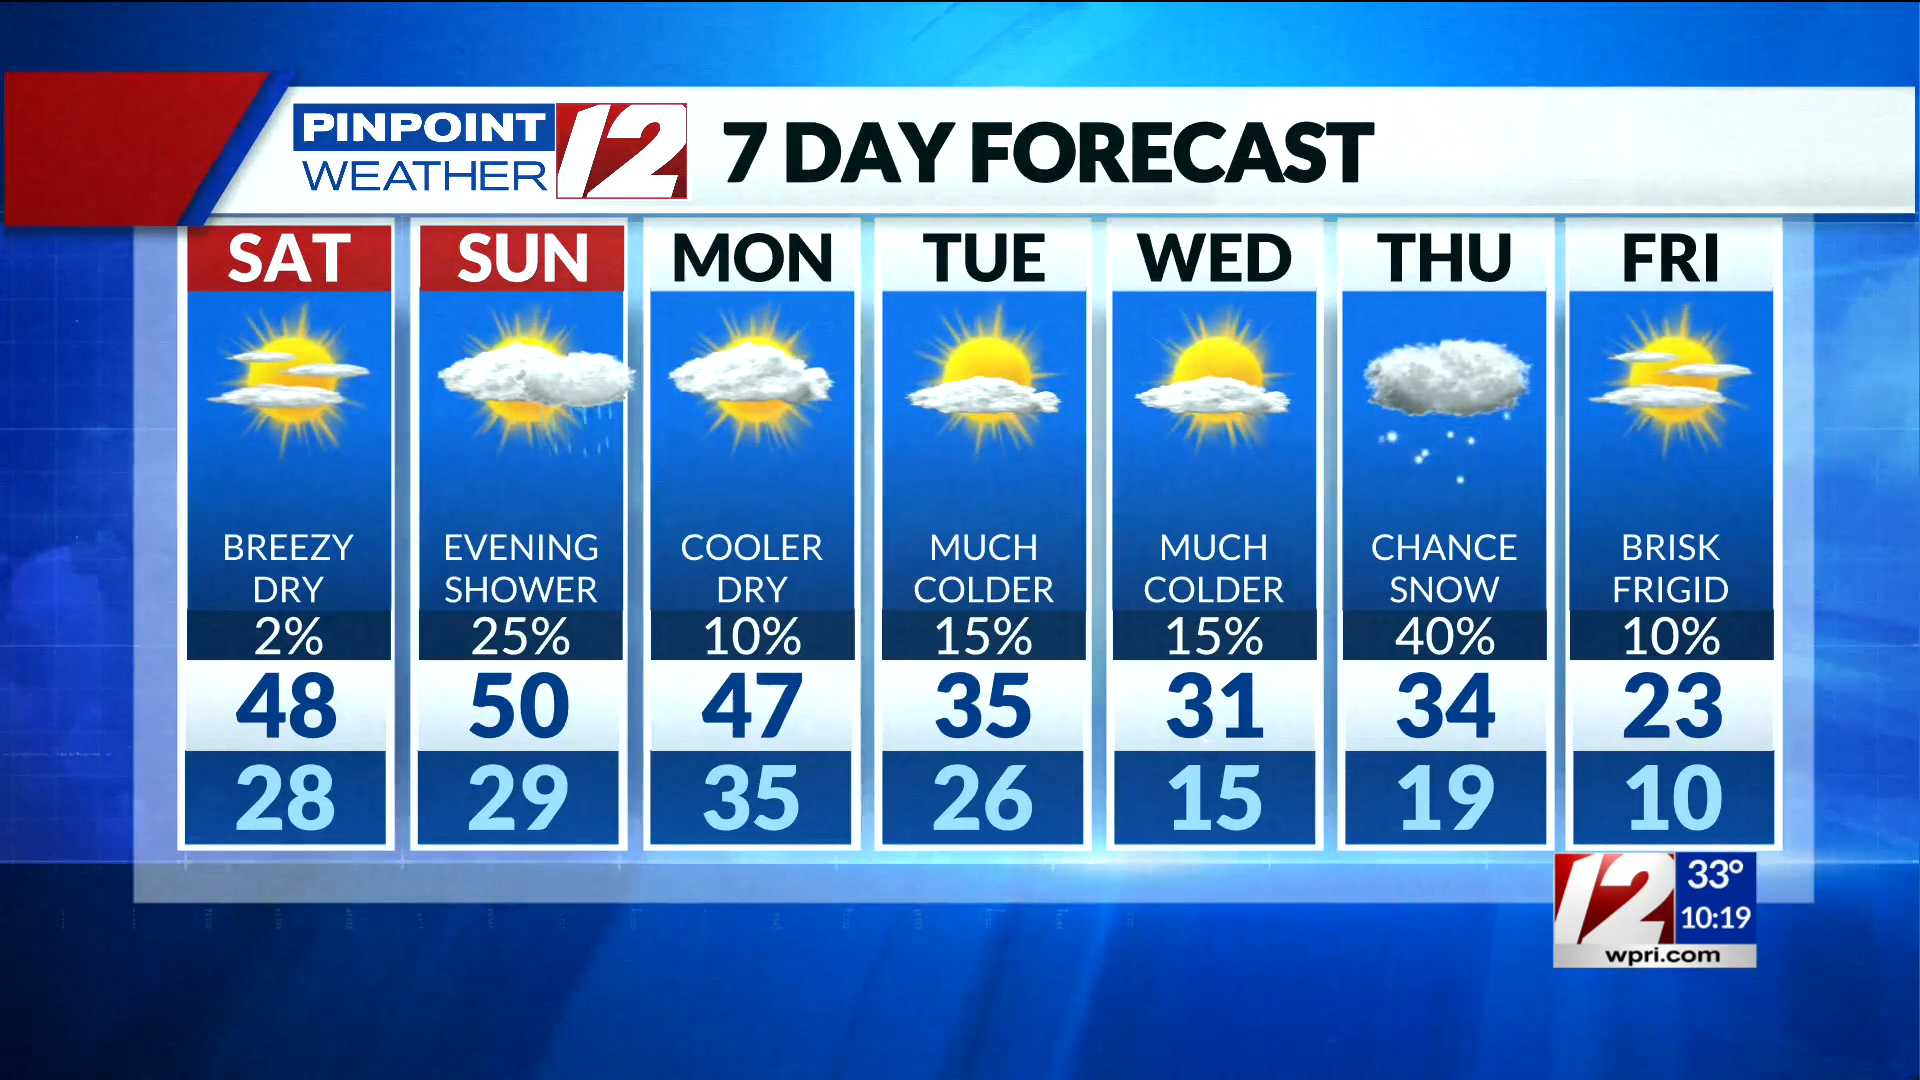 PINPOINT
WEATHER
12
7 DAY FORECAST
SAT SUN MON TUE WED THU FRI
BREEZY EVENING COOLER MUCH MUCH CHANCE BRISK
DRY SHOWER DRY COLDER COLDER SNOW FRIGID
2% 25% 10% 15% 15% 40% 10%
48 50 47 35 31 34 23
28 29 35 26 15 19 10
12
33°
10:19
wpri.com